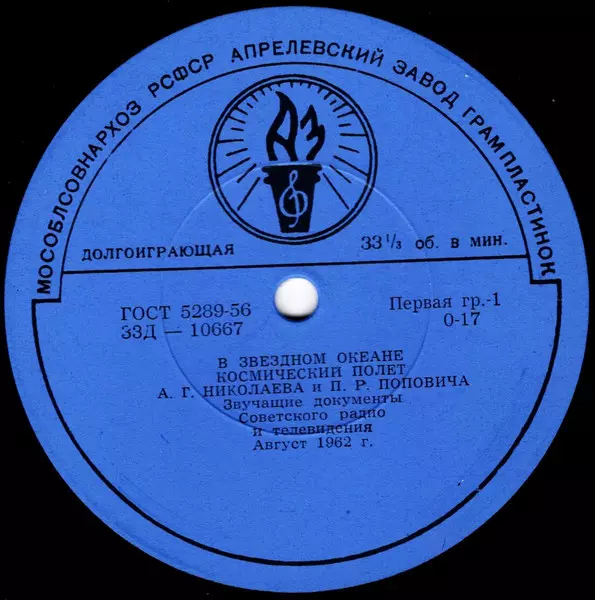 МОСОБЛСОВНАРХОЗ РСФСР АПРЕЛЕВСКИЙ ЗАВОД ГРАМПЛАСТИНОК
АЗ
ДОЛГОИГРАЮЩАЯ
33 1/3 об. в мин.
ГОСТ 5289-56
33Д — 10667
Первая гр.-1
0-17
В ЗВЕЗДНОМ ОКЕАНЕ
КОСМИЧЕСКИЙ ПОЛЕТ
А. Г. НИКОЛАЕВА и П. Р. ПОПОВИЧА
Звучащие документы
Советского радио
и телевидения
Август 1962 г.